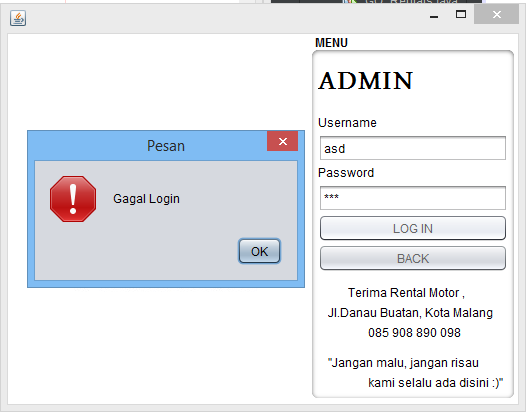 MENU
ADMIN
Username
asd
Password
***
LOG IN
BACK
Terima Rental Motor ,
Jl.Danau Buatan, Kota Malang
085 908 890 098
"Jangan malu, jangan risau
kami selalu ada disini :)"
Pesan
Gagal Login
OK